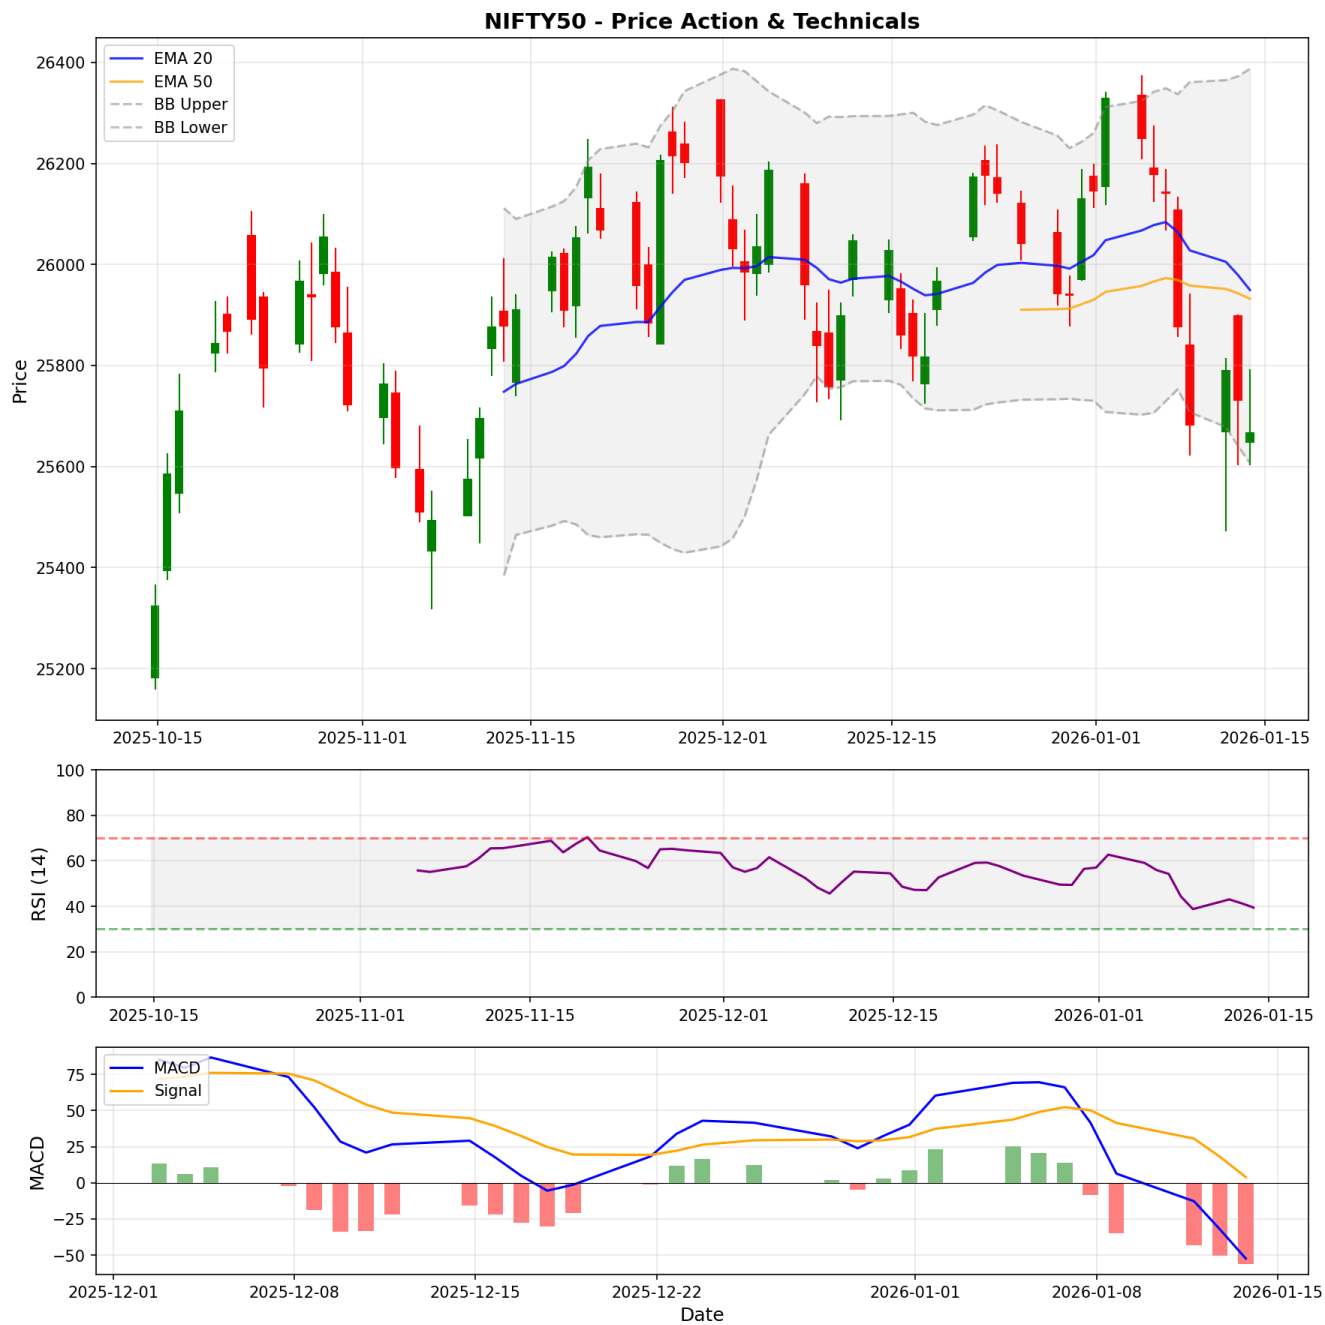 NIFTY50 - Price Action & Technicals
EMA 20
EMA 50
BB Upper
BB Lower
26400
26200
26000
25800
25600
25400
25200
Price
2025-10-15 2025-11-01 2025-11-15 2025-12-01 2025-12-15 2026-01-01 2026-01-15
100
80
60
40
20
0
RSI (14)
2025-10-15 2025-11-01 2025-11-15 2025-12-01 2025-12-15 2026-01-01 2026-01-15
MACD
Signal
75
50
25
0
−25
−50
MACD
2025-12-01 2025-12-08 2025-12-15 2025-12-22 2026-01-01 2026-01-08 2026-01-15
Date